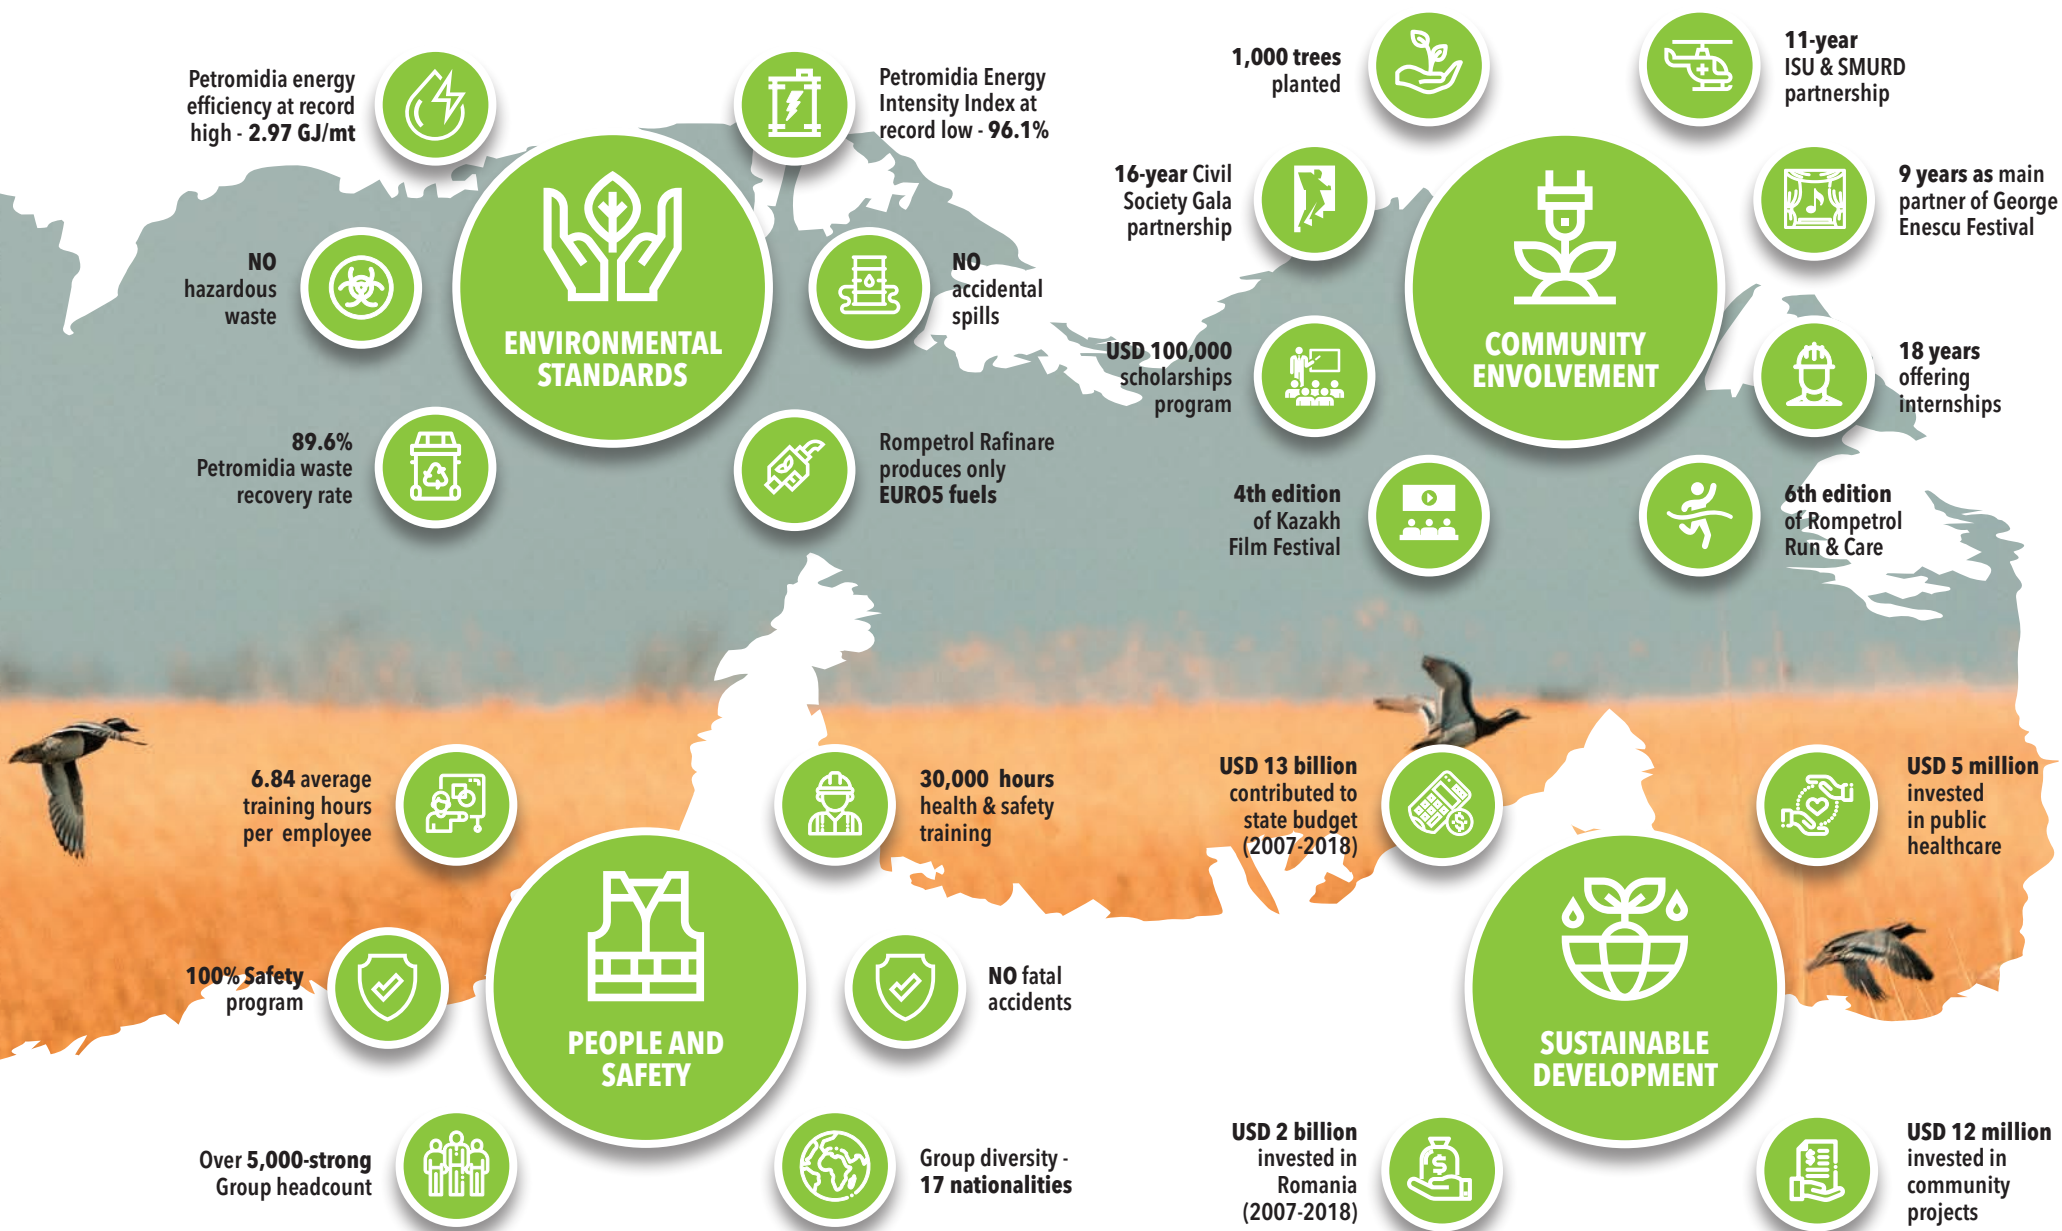 Petromidia energy
efficiency at record
high - 2.97 GJ/mt
Petromidia Energy
Intensity Index at
record low - 96.1%
NO
hazardous
waste
ENVIRONMENTAL
STANDARDS
NO
accidental
spills
89.6%
Petromidia waste
recovery rate
Rompetrol Rafinare
produces only
EURO5 fuels
1,000 trees
planted
11-year
ISU & SMURD
partnership
16-year Civil
Society Gala
partnership
9 years as main
partner of George
Enescu Festival
COMMUNITY
ENVOLVEMENT
USD 100,000
scholarships
program
18 years
offering
internships
4th edition
of Kazakh
Film Festival
6th edition
of Rompetrol
Run & Care
6.84 average
training hours
per employee
30,000 hours
health & safety
training
100% Safety
program
PEOPLE AND
SAFETY
NO fatal
accidents
Over 5,000-strong
Group headcount
Group diversity -
17 nationalities
USD 13 billion
contributed to
state budget
(2007-2018)
USD 5 million
invested
in public
healthcare
SUSTAINABLE
DEVELOPMENT
USD 2 billion
invested in
Romania
(2007-2018)
USD 12 million
invested in
community
projects